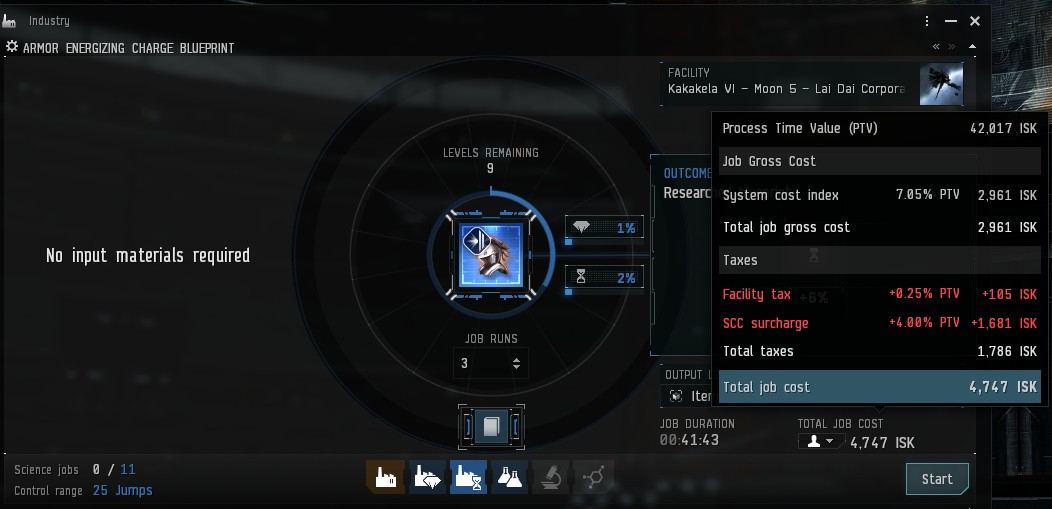 Industry
ARMOR ENERGIZING CHARGE BLUEPRINT
FACILITY
Kakakela VI - Moon 5 - Lai Dai Corpora
LEVELS REMAINING
9
1%
2%
No input materials required
JOB RUNS
3
OUTCOME
Researc
Process Time Value (PTV) 42,017 ISK
Job Gross Cost
System cost index 7.05% PTV 2,961 ISK
Total job gross cost 2,961 ISK
Taxes
+6%
Facility tax +0.25% PTV +105 ISK
SCC surcharge +4.00% PTV +1,681 ISK
Total taxes 1,786 ISK
Total job cost 4,747 ISK
OUTPUT L
Iter
JOB DURATION
00:41:43
TOTAL JOB COST
4,747 ISK
Science jobs 0 / 11
Control range 25 Jumps
Start